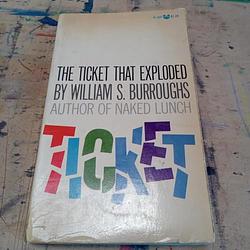 THE TICKET THAT EXPLODED
BY WILLIAM S. BURROUGHS
AUTHOR OF NAKED LUNCH
TICKET